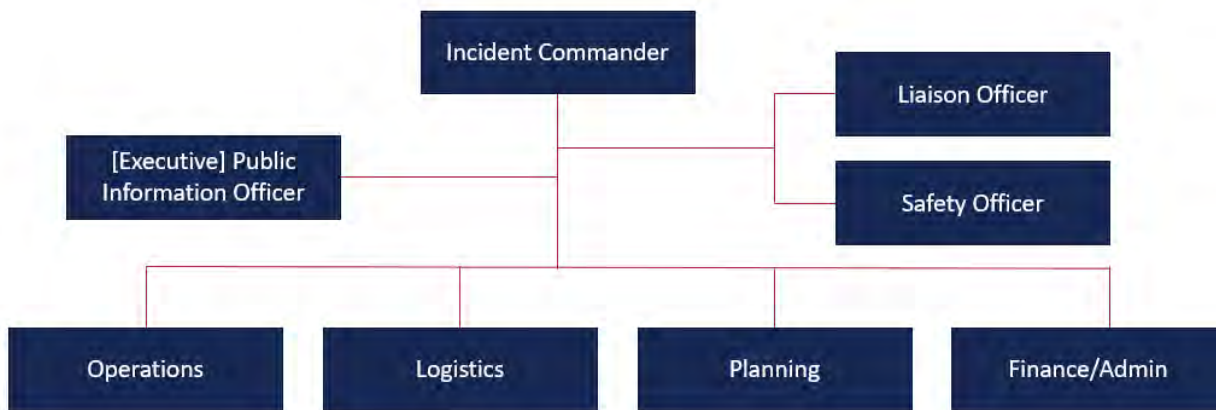 Incident Commander
Liaison Officer
[Executive] Public
Information Officer
Safety Officer
Operations
Logistics
Planning
Finance/Admin